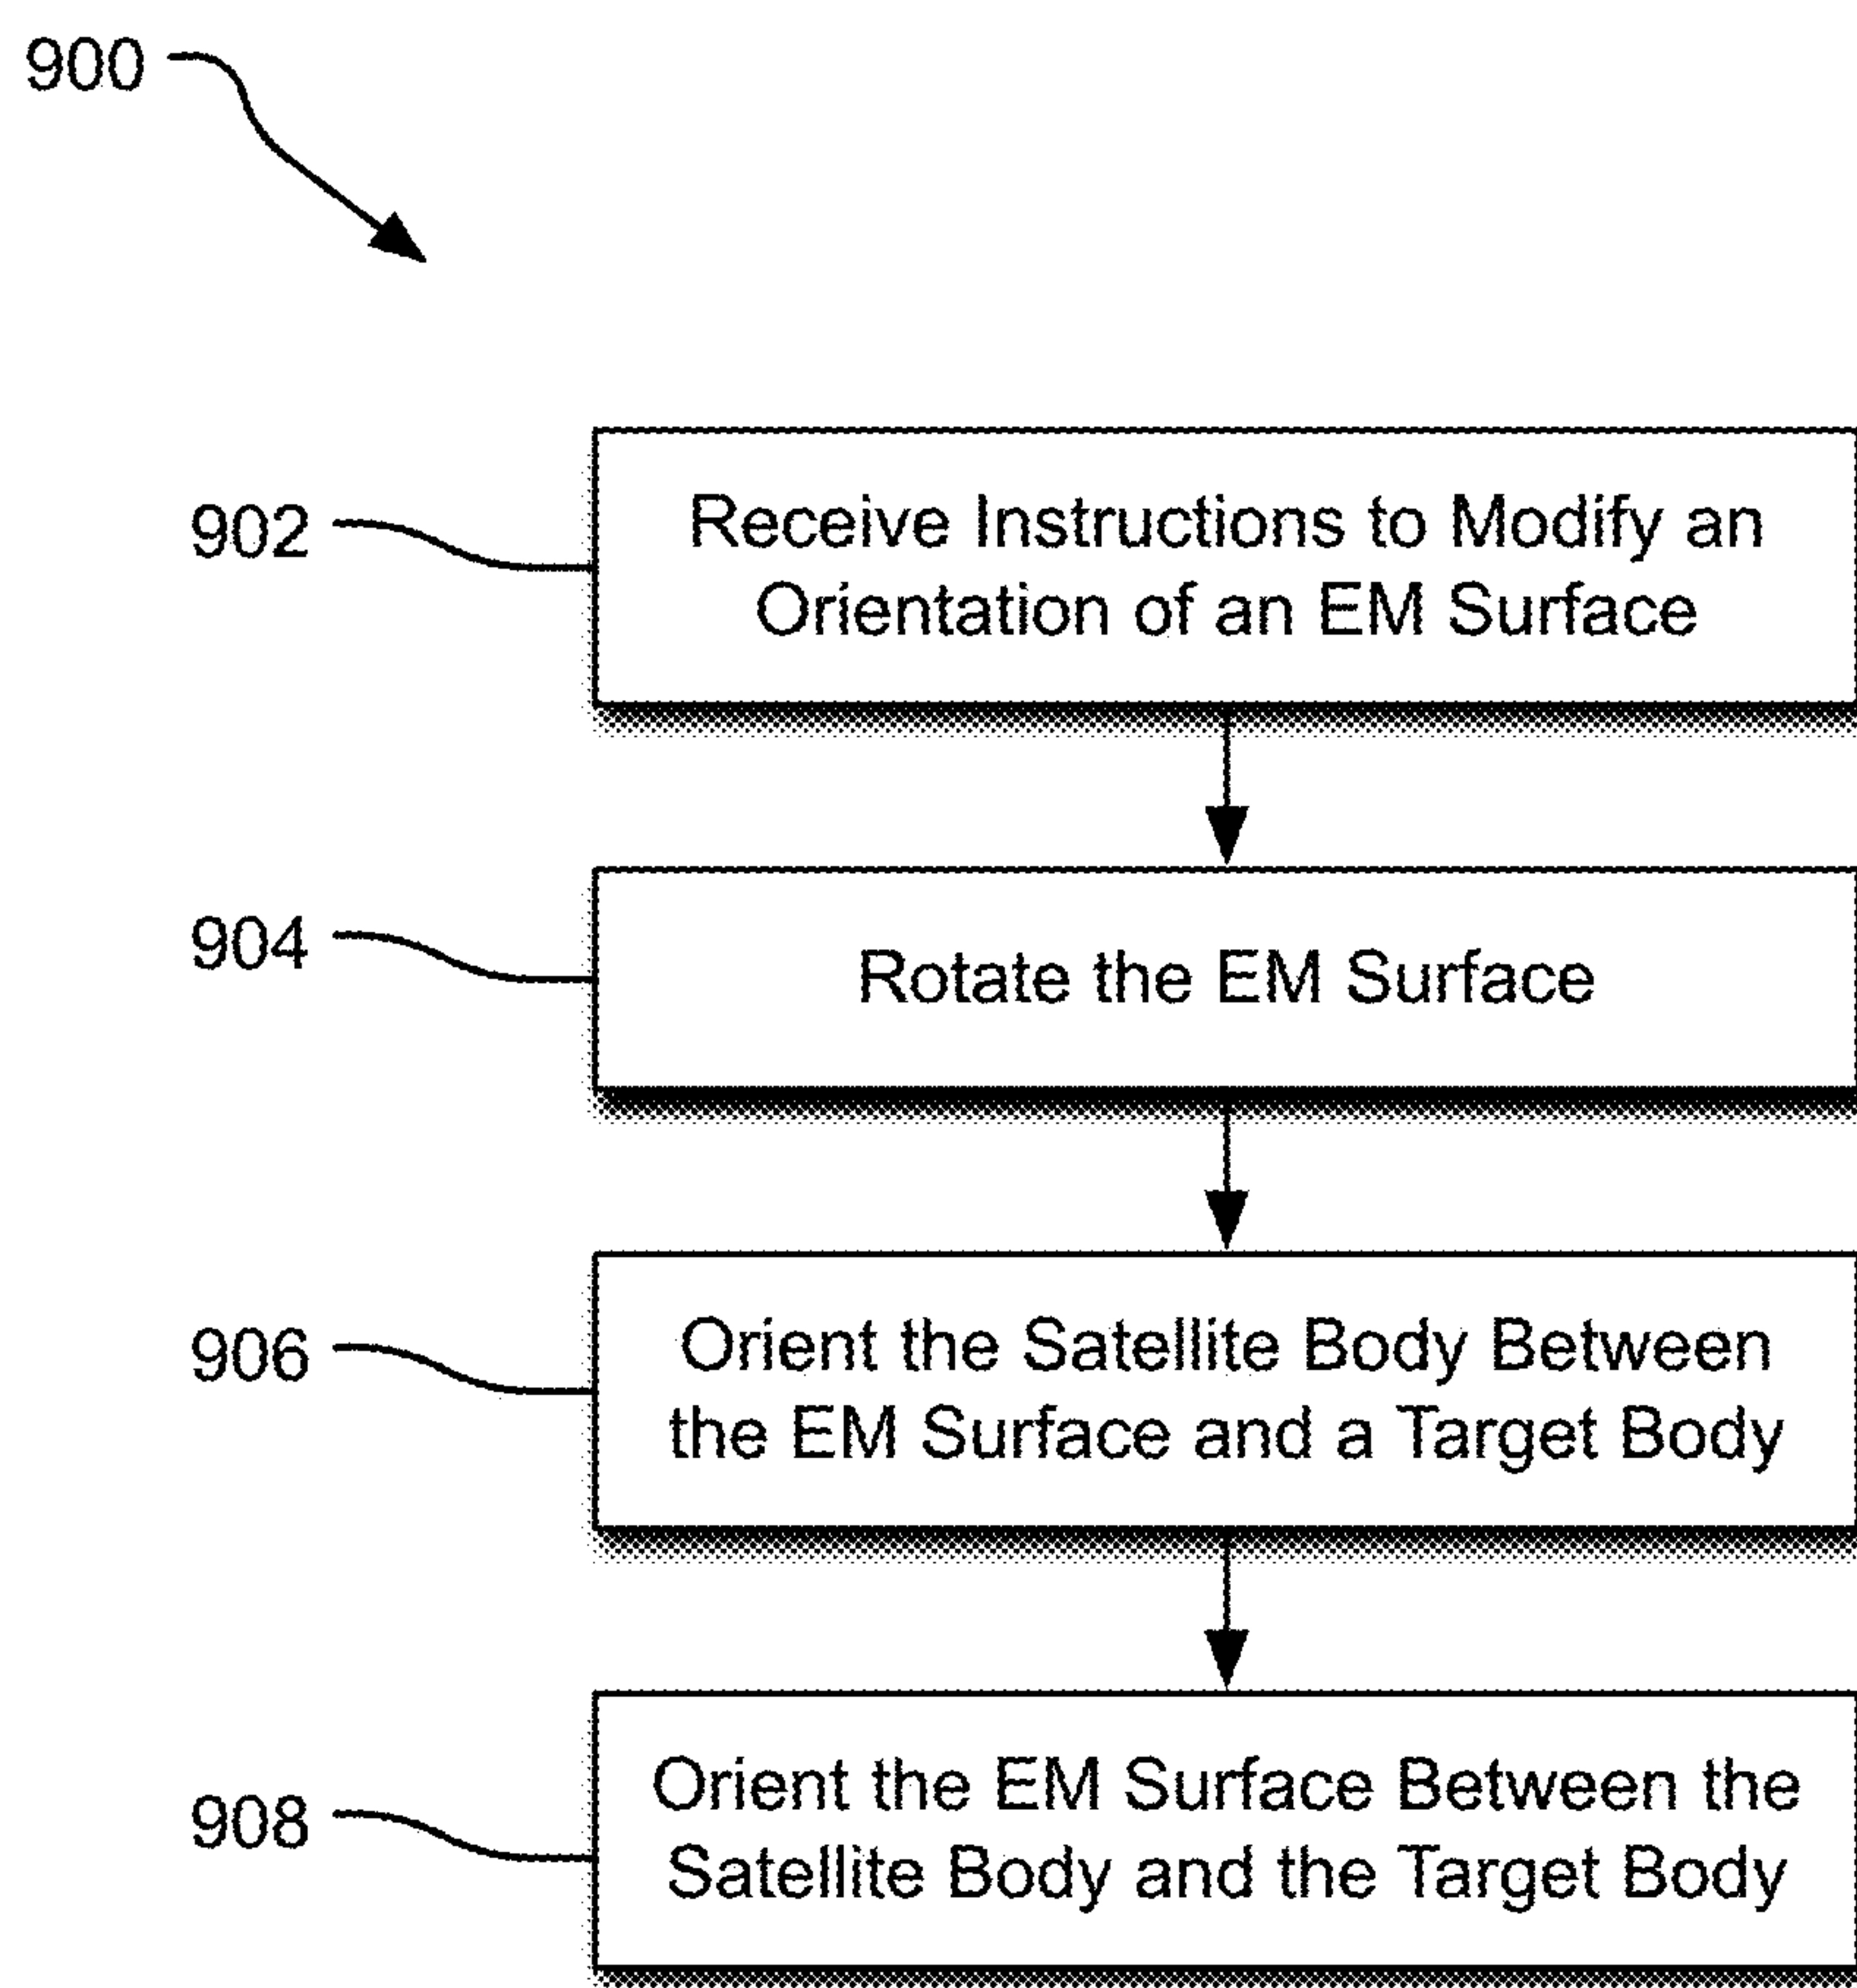 900
902
Receive Instructions to Modify an
Orientation of an EM Surface
904
Rotate the EM Surface
906
Orient the Satellite Body Between
the EM Surface and a Target Body
908
Orient the EM Surface Between the
Satellite Body and the Target Body